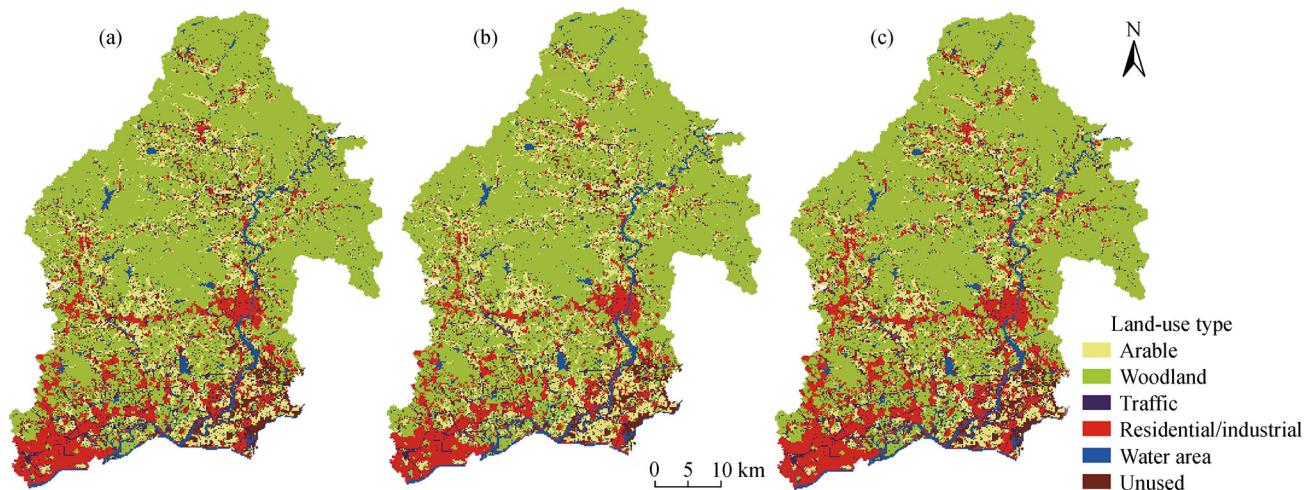 (a)
(b)
(c)
N
Land-use type
Arable
Woodland
Traffic
Residential/industrial
Water area
Unused
0 5 10 km